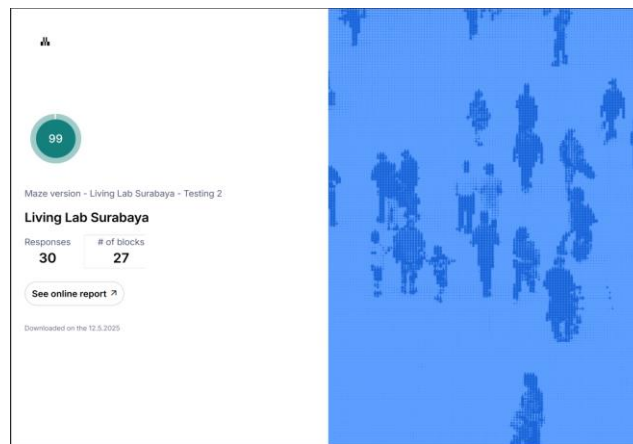 99
Maze version - Living Lab Surabaya - Testing 2
Living Lab Surabaya
Responses # of blocks
30 27
See online report ↗
Downloaded on the 12.5.2025